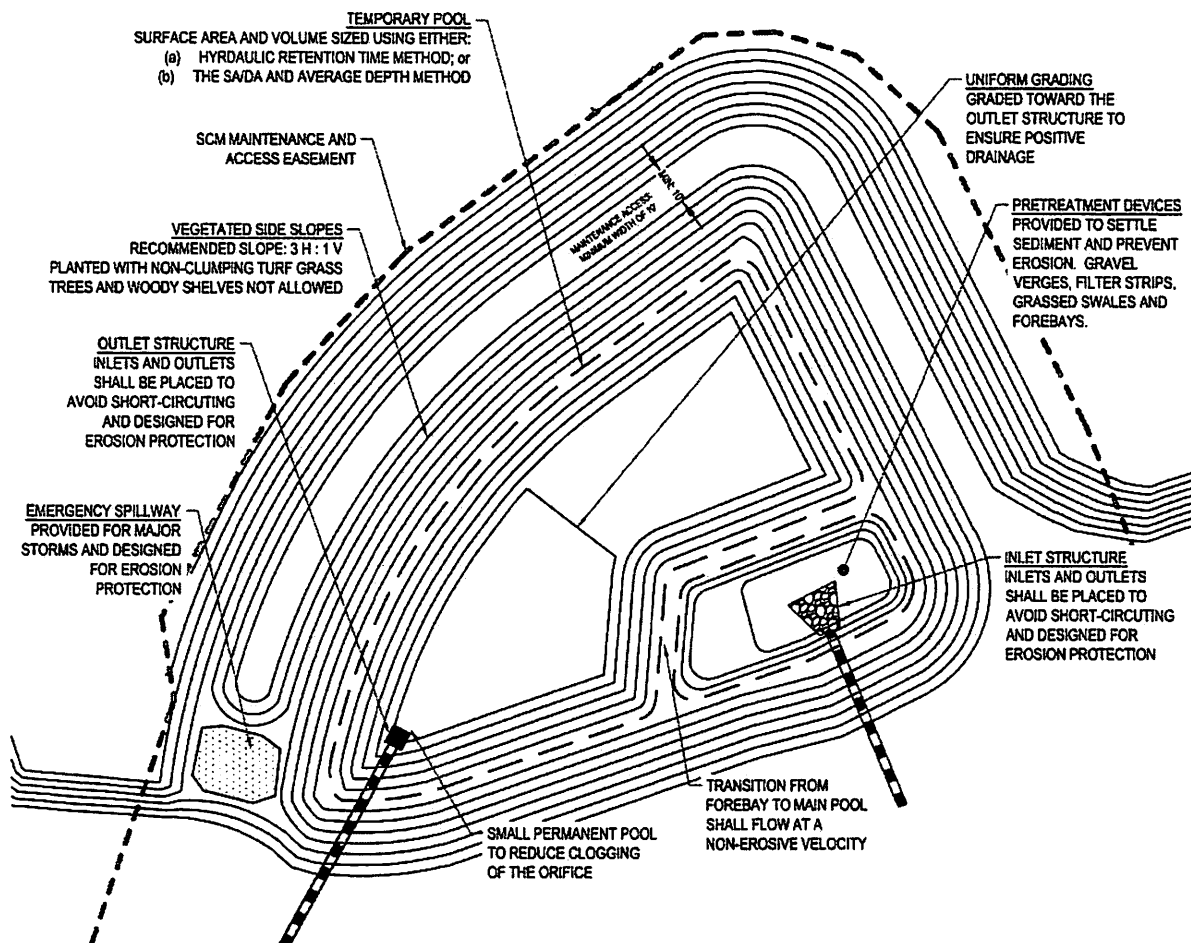 TEMPORARY POOL
SURFACE AREA AND VOLUME SIZED USING EITHER:
(a) HYRDAULIC RETENTION TIME METHOD; or
(b) THE SA/DA AND AVERAGE DEPTH METHOD
SCM MAINTENANCE AND
ACCESS EASEMENT
VEGETATED SIDE SLOPES
RECOMMENDED SLOPE: 3 H : 1 V
PLANTED WITH NON-CLUMPING TURF GRASS
TREES AND WOODY SHELVES NOT ALLOWED
OUTLET STRUCTURE
INLETS AND OUTLETS
SHALL BE PLACED TO
AVOID SHORT-CIRCUTING
AND DESIGNED FOR
EROSION PROTECTION
EMERGENCY SPILLWAY
PROVIDED FOR MAJOR
STORMS AND DESIGNED
FOR EROSION
PROTECTION
MIN. 10'
MAINTENANCE ACCESS:
MINIMUM WIDTH OF 10'
UNIFORM GRADING
GRADED TOWARD THE
OUTLET STRUCTURE TO
ENSURE POSITIVE
DRAINAGE
PRETREATMENT DEVICES
PROVIDED TO SETTLE
SEDIMENT AND PREVENT
EROSION. GRAVEL
VERGES, FILTER STRIPS,
GRASSED SWALES AND
FOREBAYS.
INLET STRUCTURE
INLETS AND OUTLETS
SHALL BE PLACED TO
AVOID SHORT-CIRCUTING
AND DESIGNED FOR
EROSION PROTECTION
TRANSITION FROM
FOREBAY TO MAIN POOL
SHALL FLOW AT A
NON-EROSIVE VELOCITY
SMALL PERMANENT POOL
TO REDUCE CLOGGING
OF THE ORIFICE